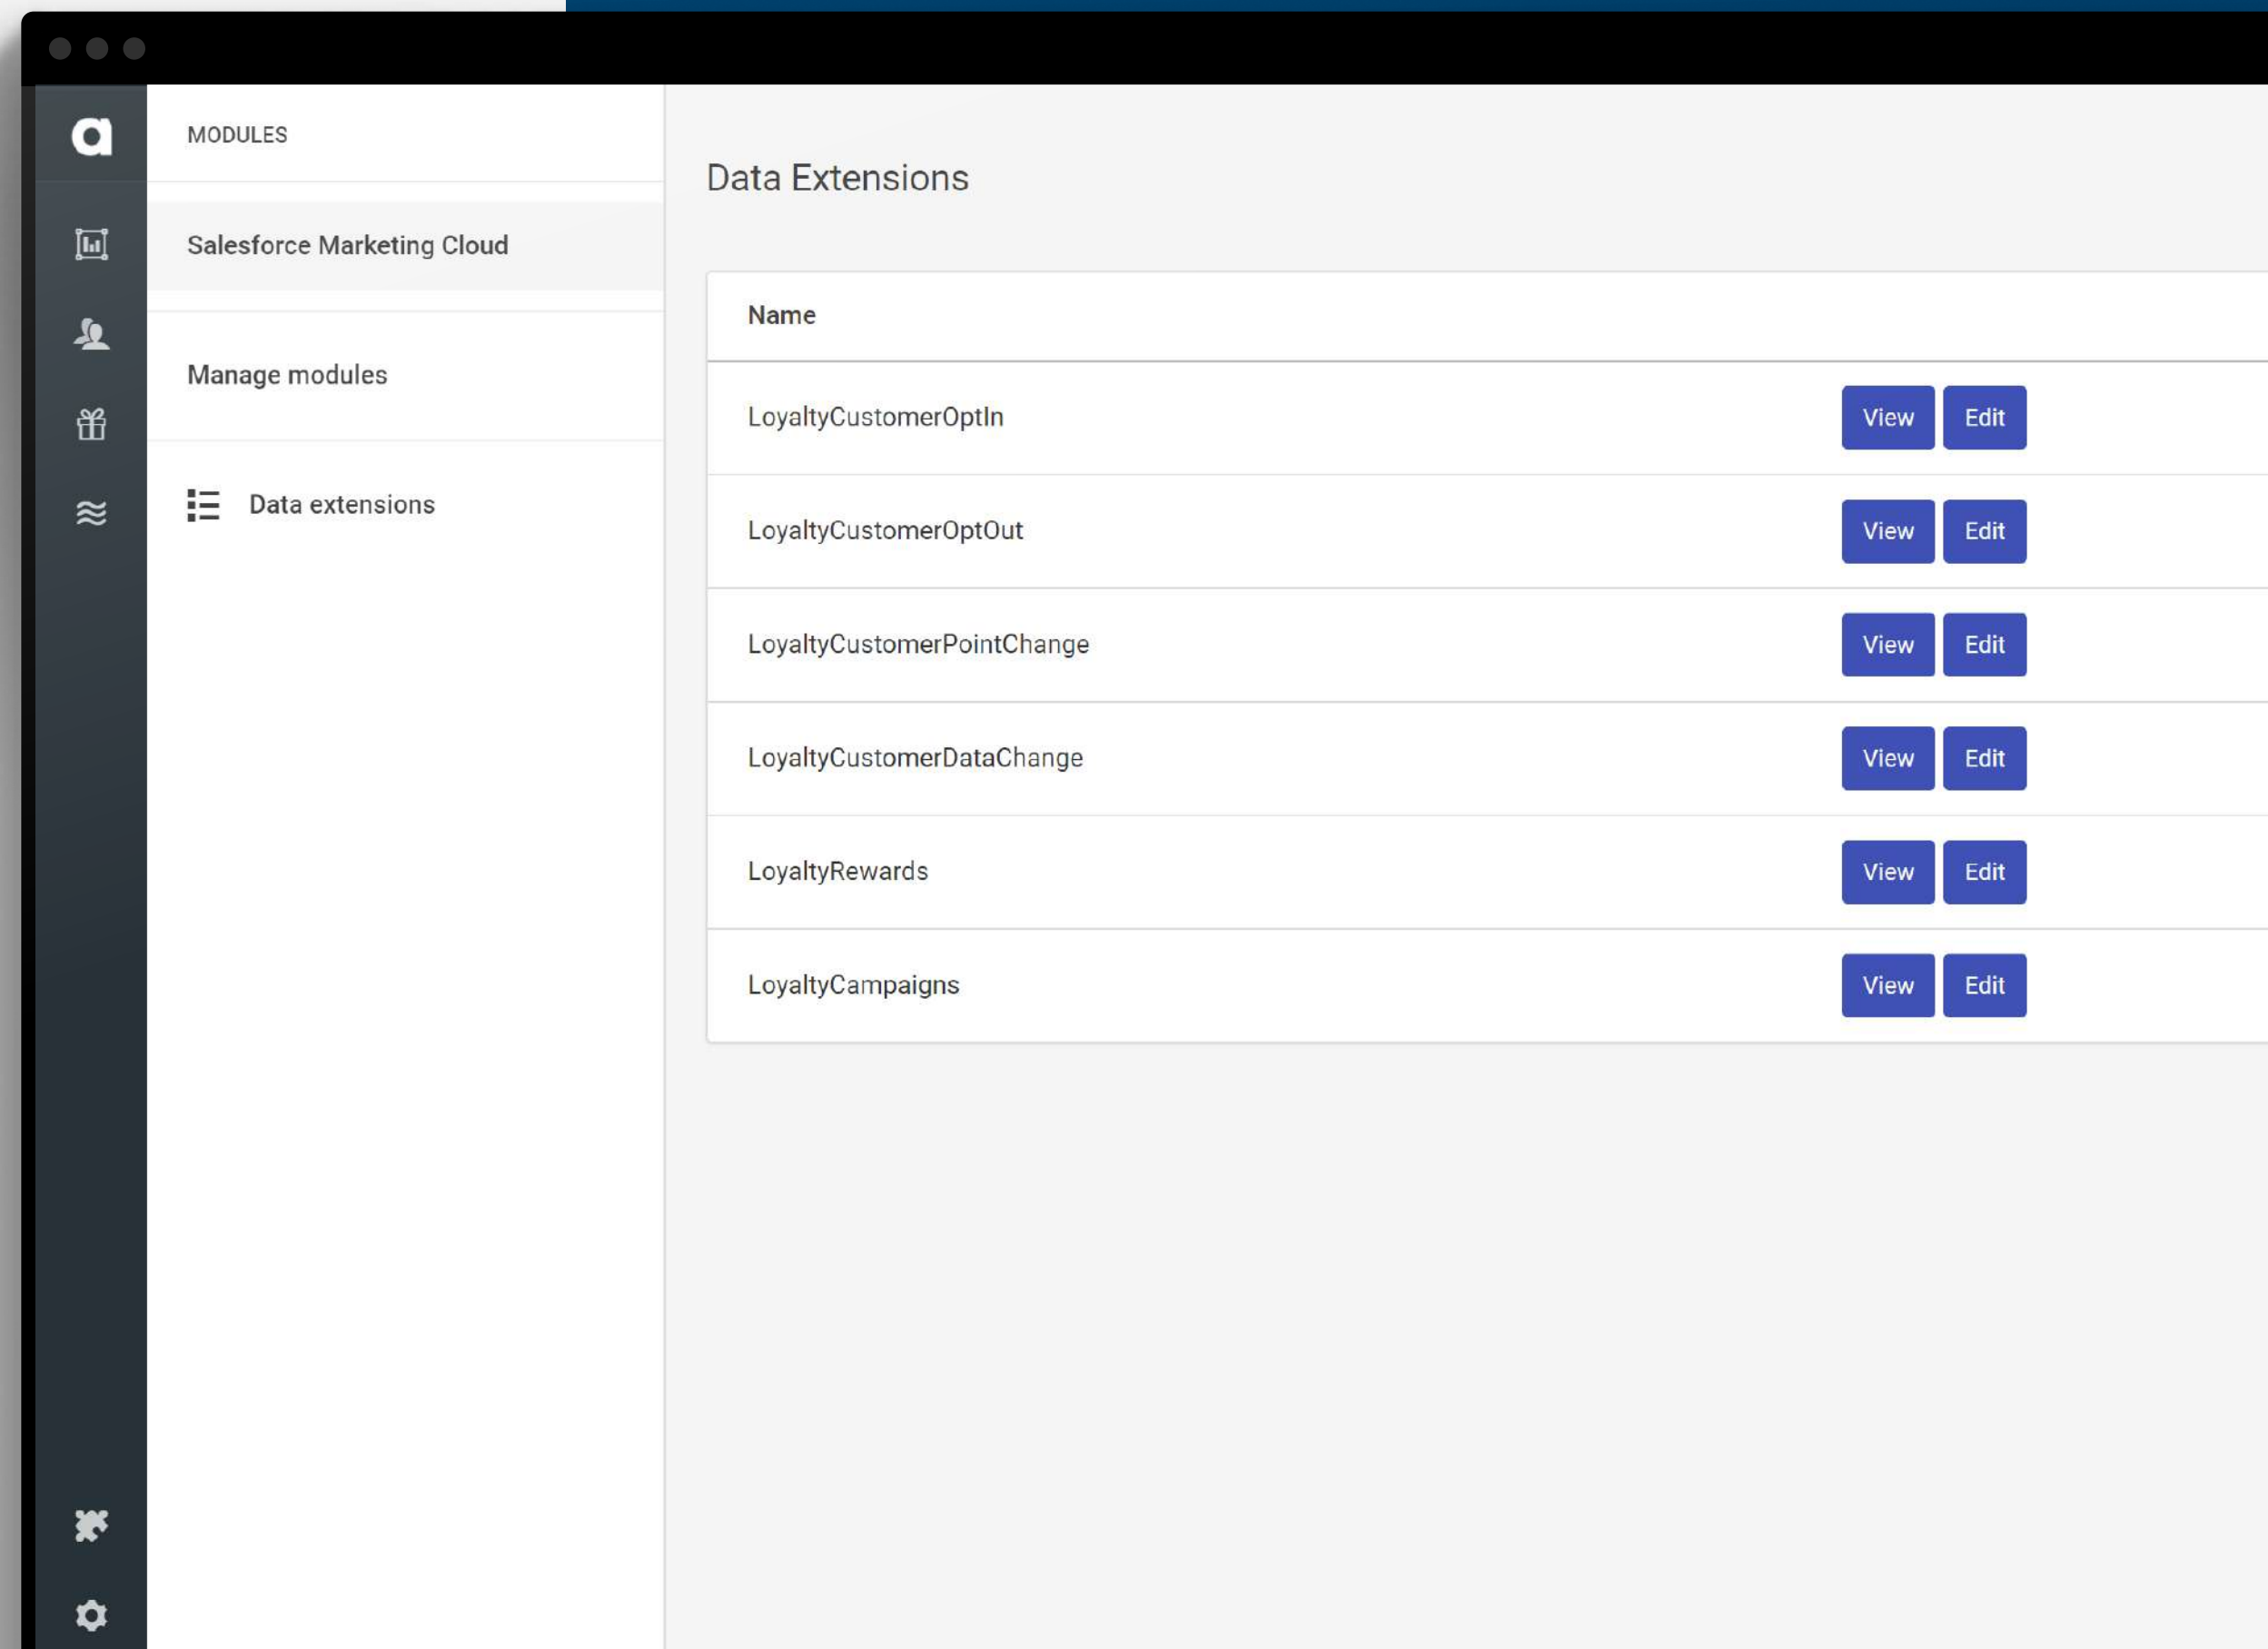 a
MODULES
Salesforce Marketing Cloud
Manage modules
Data extensions
Data Extensions
Name
LoyaltyCustomerOptIn View Edit
LoyaltyCustomerOptOut View Edit
LoyaltyCustomerPointChange View Edit
LoyaltyCustomerDataChange View Edit
LoyaltyRewards View Edit
LoyaltyCampaigns View Edit